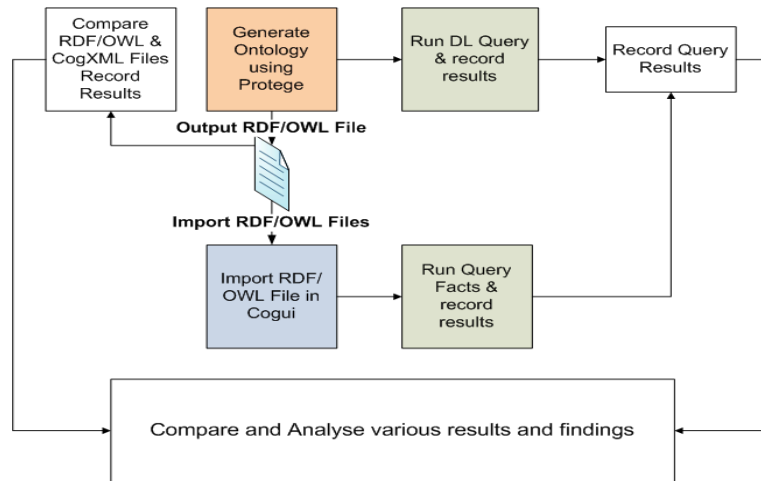 Compare
RDF/OWL &
CogXML Files
Record
Results
Generate
Ontology
using
Protege
Run DL Query
& record
results
Record Query
Results
Output RDF/OWL File
Import RDF/OWL Files
Import RDF/
OWL File in
Cogui
Run Query
Facts &
record
results
Compare and Analyse various results and findings